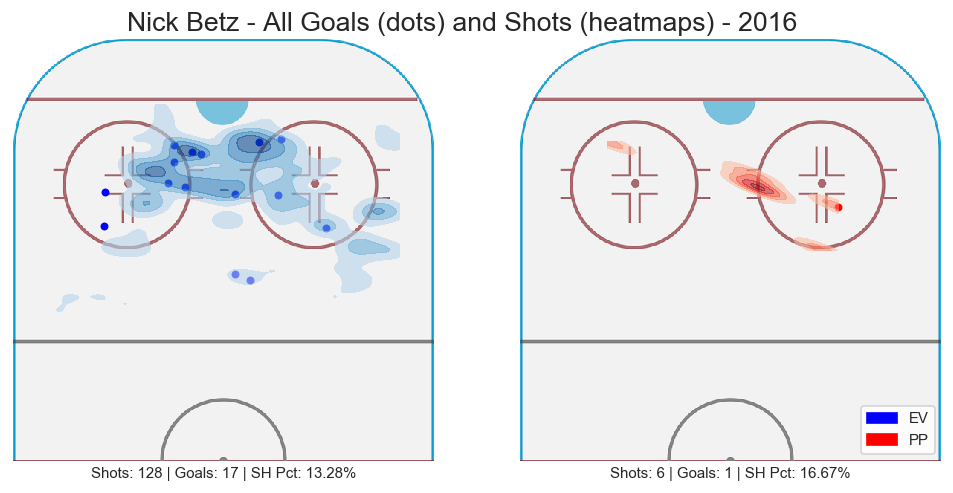 Nick Betz - All Goals (dots) and Shots (heatmaps) - 2016
EV
PP
Shots: 128 | Goals: 17 | SH Pct: 13.28%
Shots: 6 | Goals: 1 | SH Pct: 16.67%